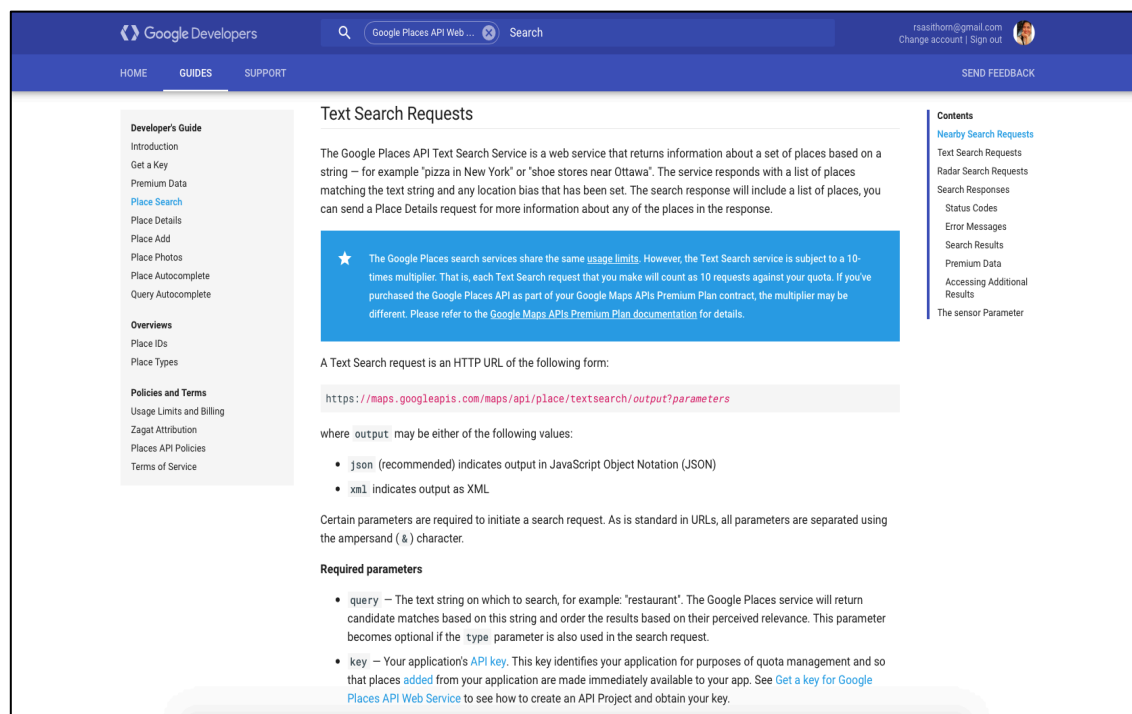 Google Developers
Google Places API Web ...
Search
rsasithorn@gmail.com
Change account | Sign out
HOME
GUIDES
SUPPORT
SEND FEEDBACK
Developer's Guide
Introduction
Get a Key
Premium Data
Place Search
Place Details
Place Add
Place Photos
Place Autocomplete
Query Autocomplete
Overviews
Place IDs
Place Types
Policies and Terms
Usage Limits and Billing
Zagat Attribution
Places API Policies
Terms of Service
Text Search Requests
The Google Places API Text Search Service is a web service that returns information about a set of places based on a
string — for example "pizza in New York" or "shoe stores near Ottawa". The service responds with a list of places
matching the text string and any location bias that has been set. The search response will include a list of places, you
can send a Place Details request for more information about any of the places in the response.
The Google Places search services share the same usage limits. However, the Text Search service is subject to a 10-
times multiplier. That is, each Text Search request that you make will count as 10 requests against your quota. If you've
purchased the Google Places API as part of your Google Maps APIs Premium Plan contract, the multiplier may be
different. Please refer to the Google Maps APIs Premium Plan documentation for details.
A Text Search request is an HTTP URL of the following form:
https://maps.googleapis.com/maps/api/place/textsearch/output?parameters
where output may be either of the following values:
• json (recommended) indicates output in JavaScript Object Notation (JSON)
• xml indicates output as XML
Certain parameters are required to initiate a search request. As is standard in URLs, all parameters are separated using
the ampersand (&) character.
Required parameters
• query — The text string on which to search, for example: "restaurant". The Google Places service will return
candidate matches based on this string and order the results based on their perceived relevance. This parameter
becomes optional if the type parameter is also used in the search request.
• key — Your application's API key. This key identifies your application for purposes of quota management and so
that places added from your application are made immediately available to your app. See Get a key for Google
Places API Web Service to see how to create an API Project and obtain your key.
Contents
Nearby Search Requests
Text Search Requests
Radar Search Requests
Search Responses
Status Codes
Error Messages
Search Results
Premium Data
Accessing Additional
Results
The sensor Parameter